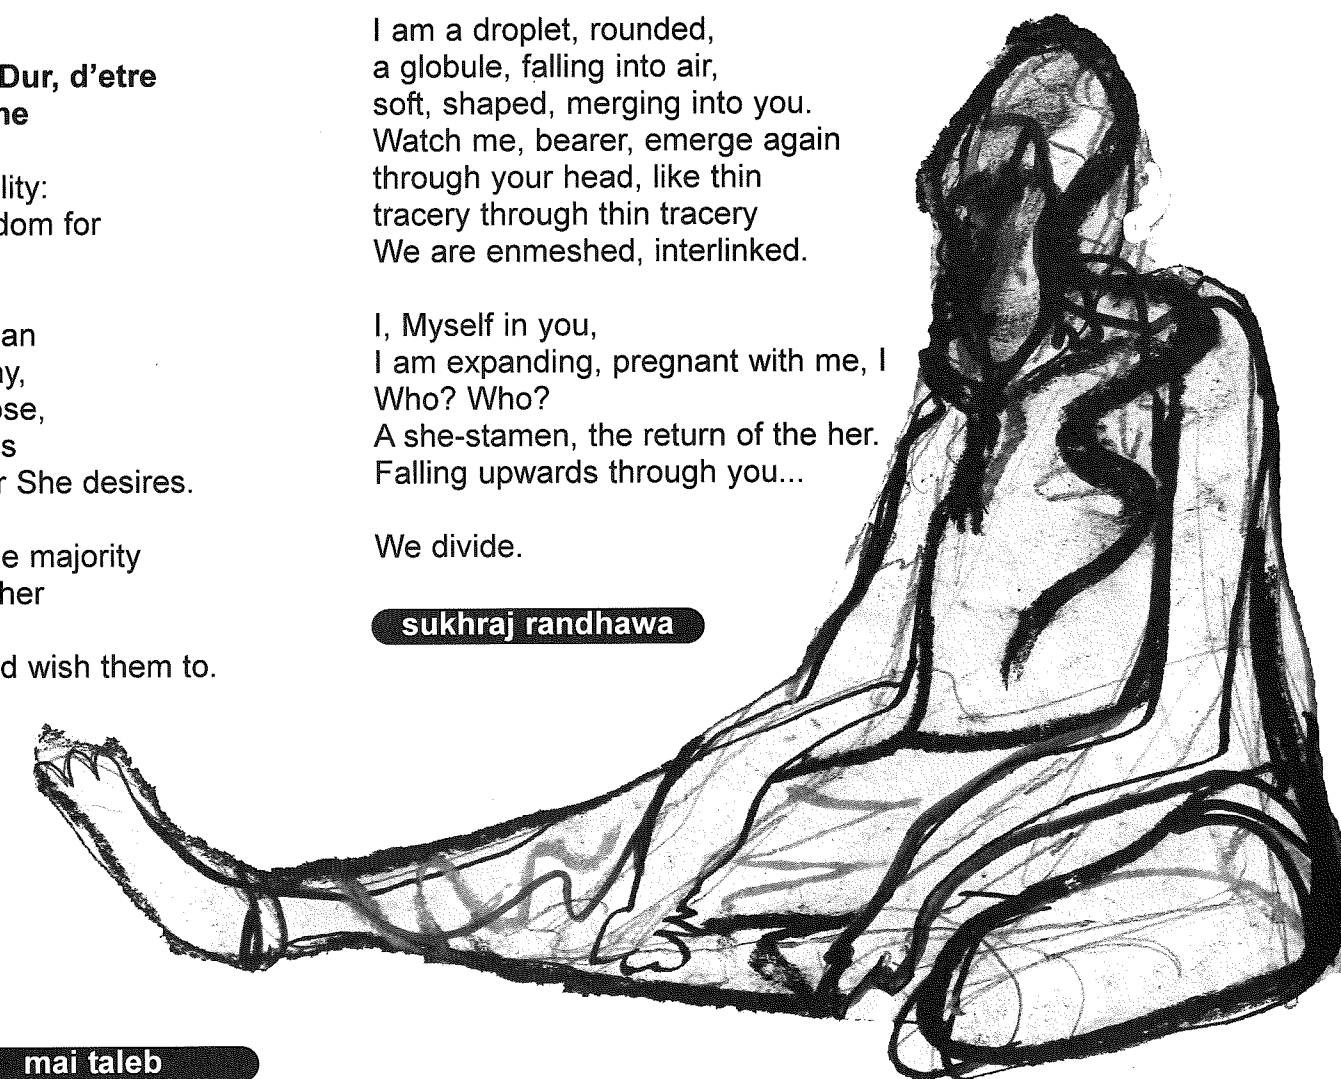 Dur, d'etre
ne
lity:
dom for
an
ny,
ose,
s
r She desires.
e majority
her
d wish them to.
mai taleb
I am a droplet, rounded,
a globule, falling into air,
soft, shaped, merging into you.
Watch me, bearer, emerge again
through your head, like thin
tracery through thin tracery
We are enmeshed, interlinked.
I, Myself in you,
I am expanding, pregnant with me, I
Who? Who?
A she-stamen, the return of the her.
Falling upwards through you...
We divide.
sukhraj randhawa